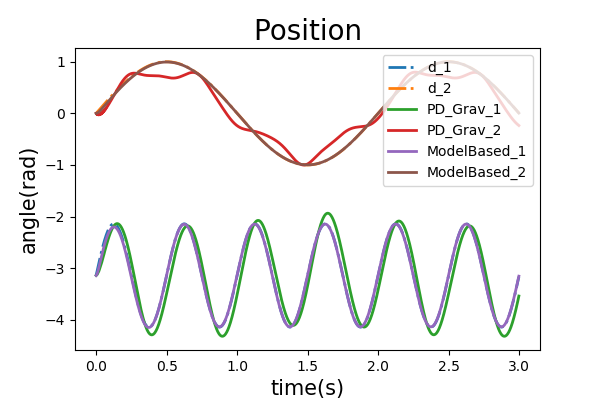 Position
d_1
d_2
PD_Grav_1
PD_Grav_2
ModelBased_1
ModelBased_2
angle(rad)
1
0
−1
−2
−3
−4
0.0 0.5 1.0 1.5 2.0 2.5 3.0
time(s)